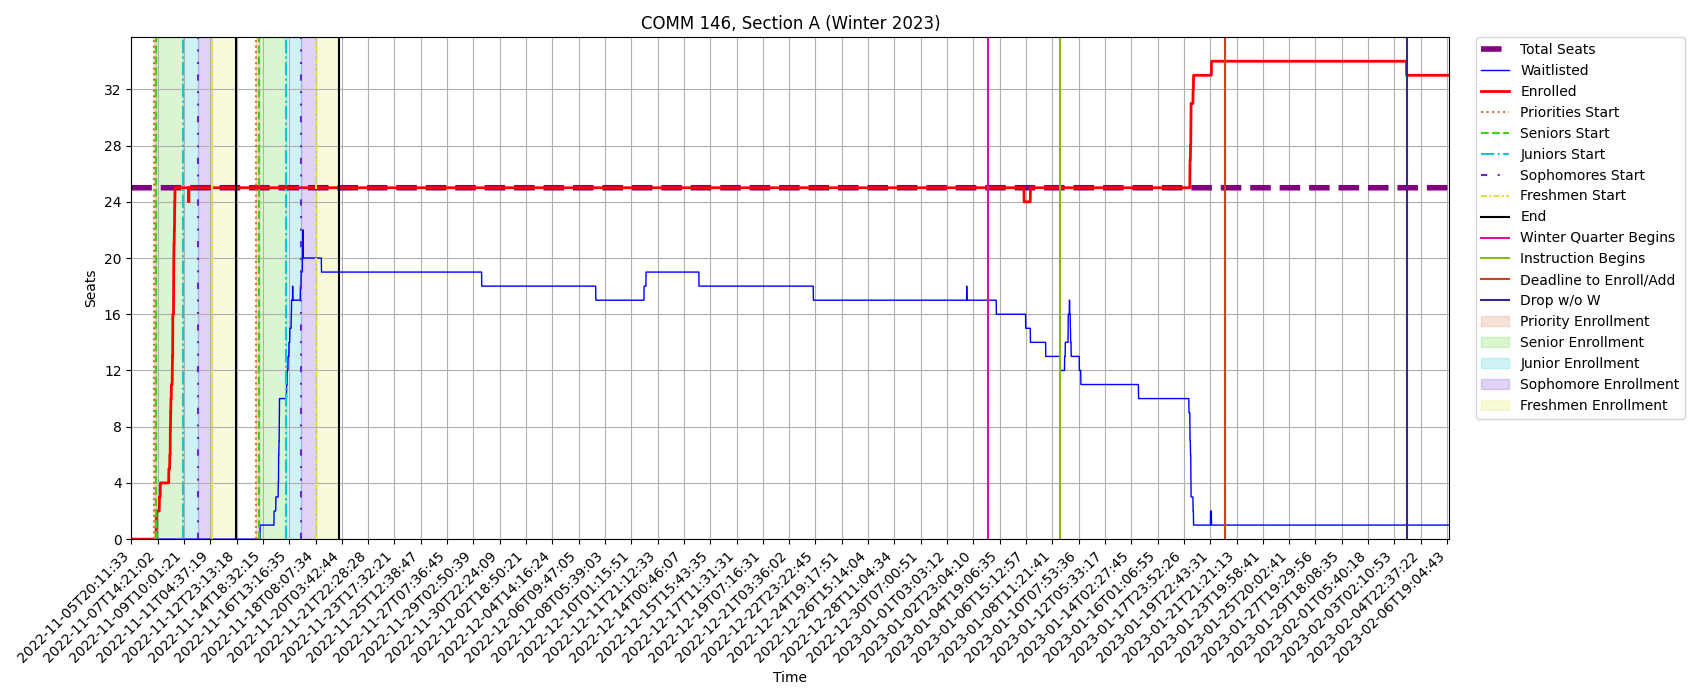 COMM 146, Section A (Winter 2023)
Seats
32
28
24
20
16
12
8
4
0
2022-11-05T20:11:33
2022-11-07T14:21:02
2022-11-09T10:01:21
2022-11-11T04:37:19
2022-11-12T23:13:18
2022-11-14T18:32:15
2022-11-16T13:16:35
2022-11-18T08:07:34
2022-11-20T03:42:44
2022-11-21T22:28:28
2022-11-23T17:32:21
2022-11-25T12:38:47
2022-11-27T07:36:45
2022-11-29T02:50:39
2022-11-30T22:24:09
2022-12-02T18:50:21
2022-12-04T14:16:24
2022-12-06T09:47:05
2022-12-08T05:39:03
2022-12-10T01:15:51
2022-12-11T21:12:33
2022-12-14T00:46:07
2022-12-15T15:43:35
2022-12-17T11:31:31
2022-12-19T07:16:31
2022-12-21T03:36:02
2022-12-22T23:22:45
2022-12-24T19:17:51
2022-12-26T15:14:04
2022-12-28T11:04:34
2022-12-30T07:00:51
2023-01-01T03:03:12
2023-01-02T23:04:10
2023-01-04T19:06:35
2023-01-06T15:12:57
2023-01-08T11:21:41
2023-01-10T07:53:36
2023-01-12T05:33:17
2023-01-14T02:27:45
2023-01-16T01:06:55
2023-01-17T23:52:26
2023-01-19T22:43:31
2023-01-21T21:21:13
2023-01-23T19:58:41
2023-01-25T20:02:41
2023-01-27T19:29:56
2023-01-29T18:08:35
2023-02-01T05:40:18
2023-02-03T02:10:53
2023-02-04T22:37:22
2023-02-06T19:04:43
Time
Total Seats
Waitlisted
Enrolled
Priorities Start
Seniors Start
Juniors Start
Sophomores Start
Freshmen Start
End
Winter Quarter Begins
Instruction Begins
Deadline to Enroll/Add
Drop w/o W
Priority Enrollment
Senior Enrollment
Junior Enrollment
Sophomore Enrollment
Freshmen Enrollment